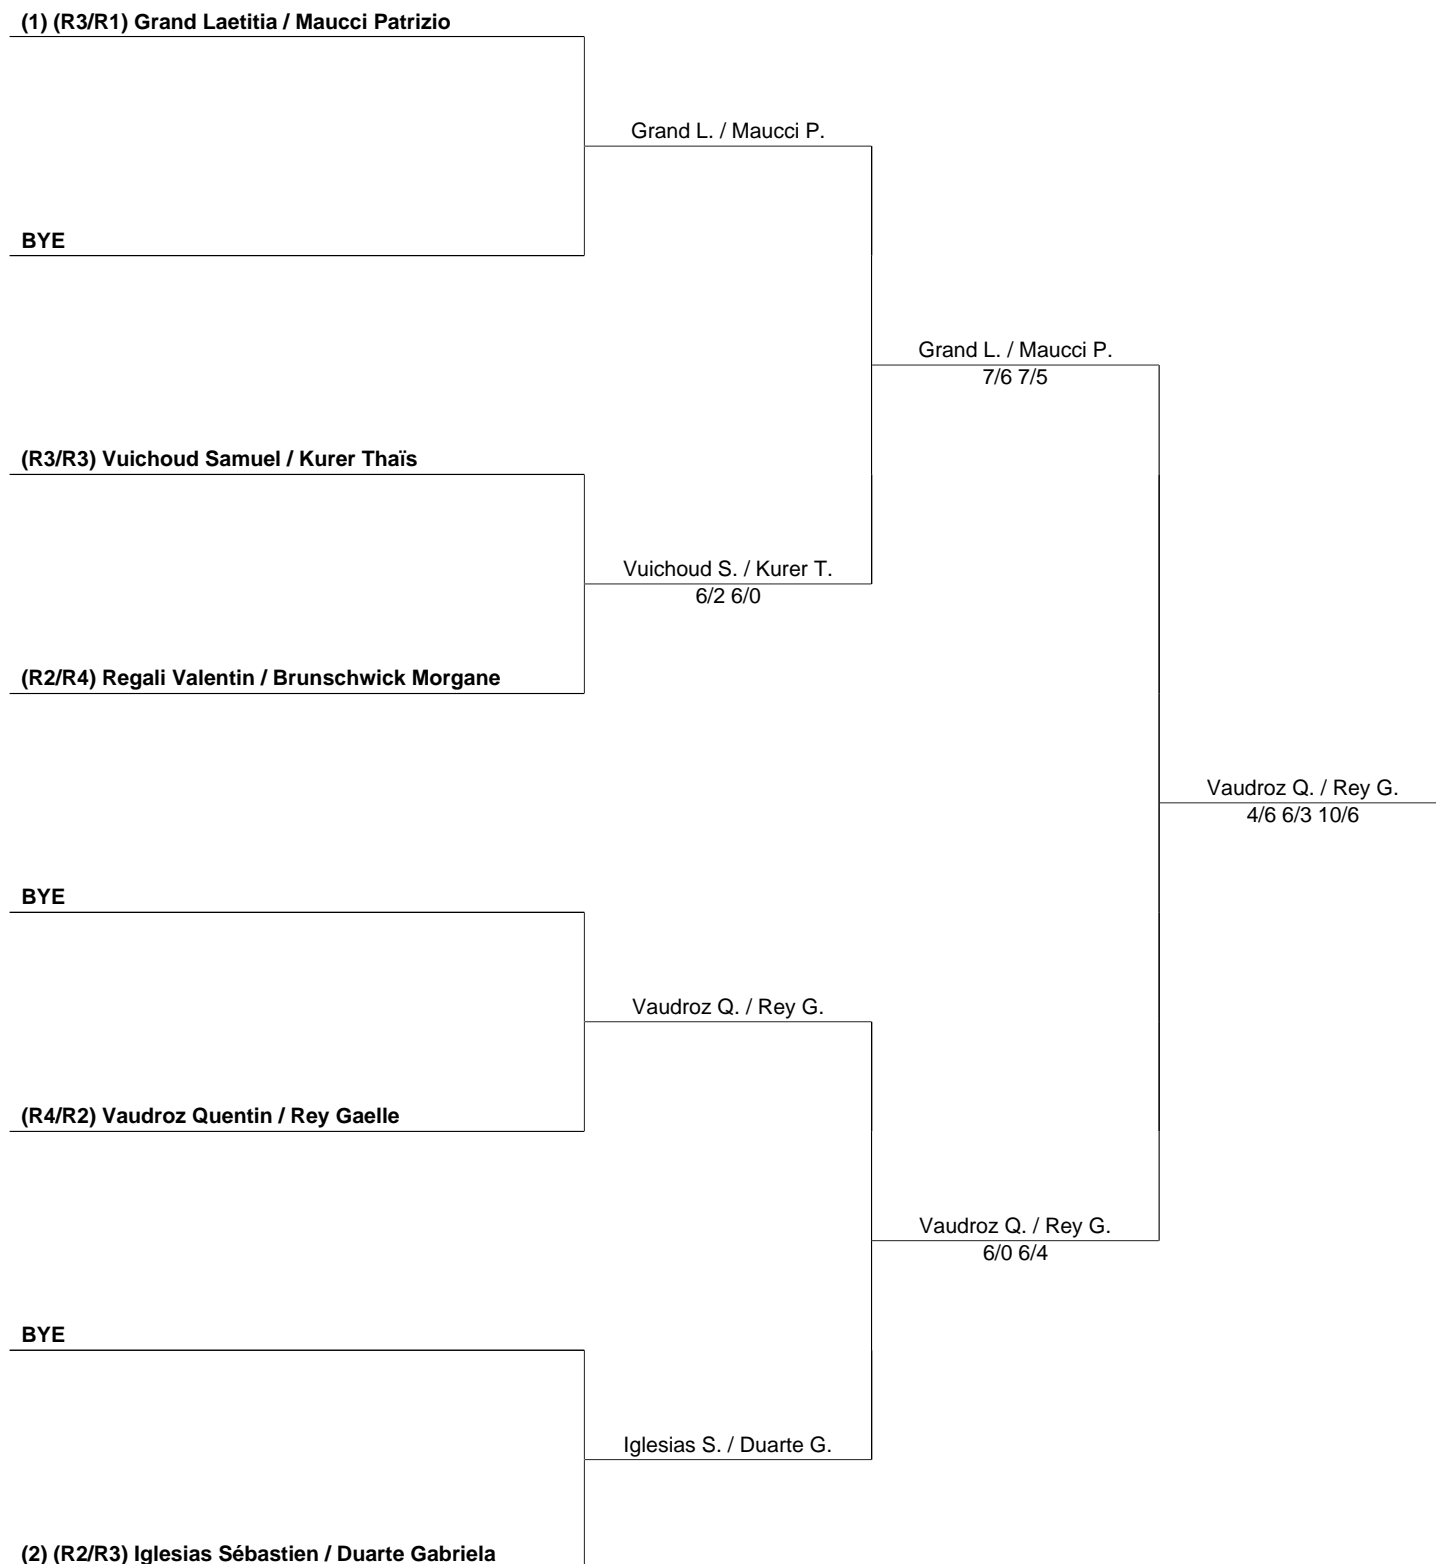 (1) (R3/R1) Grand Laetitia / Maucci Patrizio
Grand L. / Maucci P.
BYE
Grand L. / Maucci P.
7/6 7/5
(R3/R3) Vuichoud Samuel / Kurer Thaïs
Vuichoud S. / Kurer T.
6/2 6/0
(R2/R4) Regali Valentin / Brunschwick Morgane
Vaudroz Q. / Rey G.
4/6 6/3 10/6
BYE
Vaudroz Q. / Rey G.
(R4/R2) Vaudroz Quentin / Rey Gaelle
Vaudroz Q. / Rey G.
6/0 6/4
BYE
Iglesias S. / Duarte G.
(2) (R2/R3) Iglesias Sébastien / Duarte Gabriela